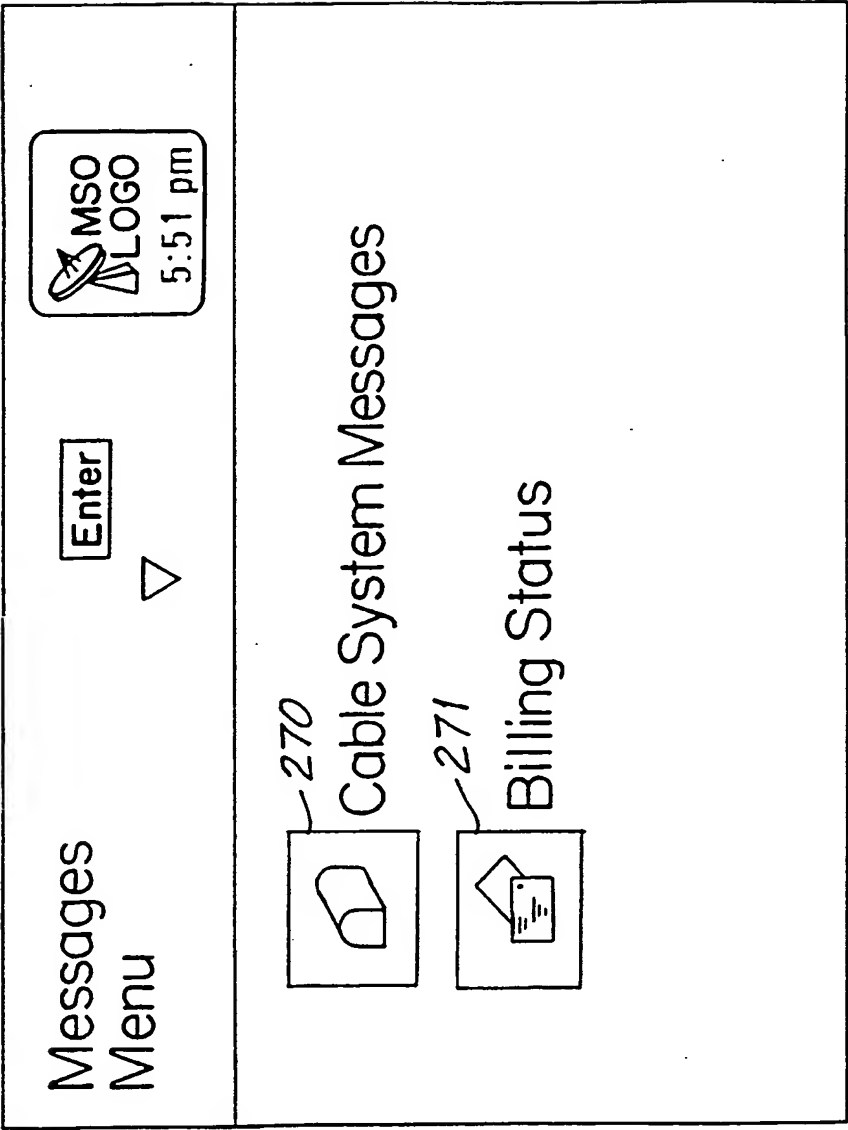 Messages
Menu
Enter
MSO
LOGO
5:51 pm
270
Cable System Messages
271
Billing Status